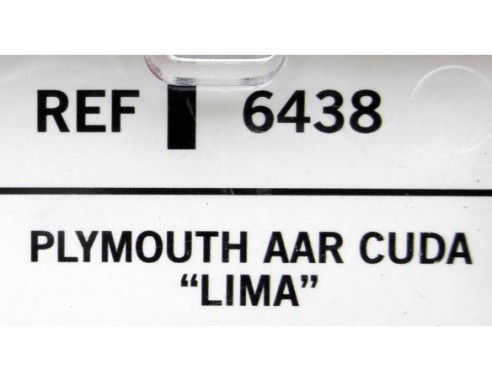 REF 6438
PLYMOUTH AAR CUDA
“LIMA”